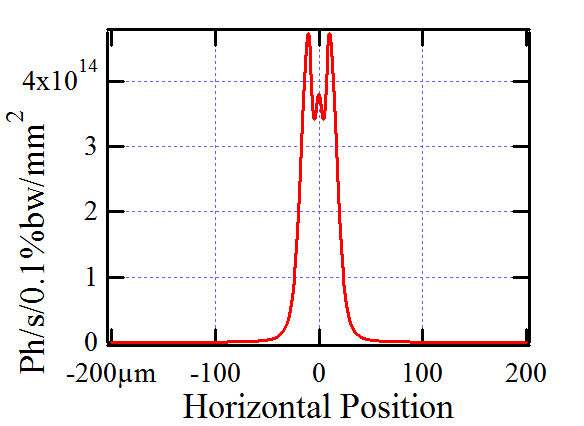 4x10^14
3
2
1
0
Ph/s/0.1%bw/mm^2
-200µm -100 0 100 200
Horizontal Position